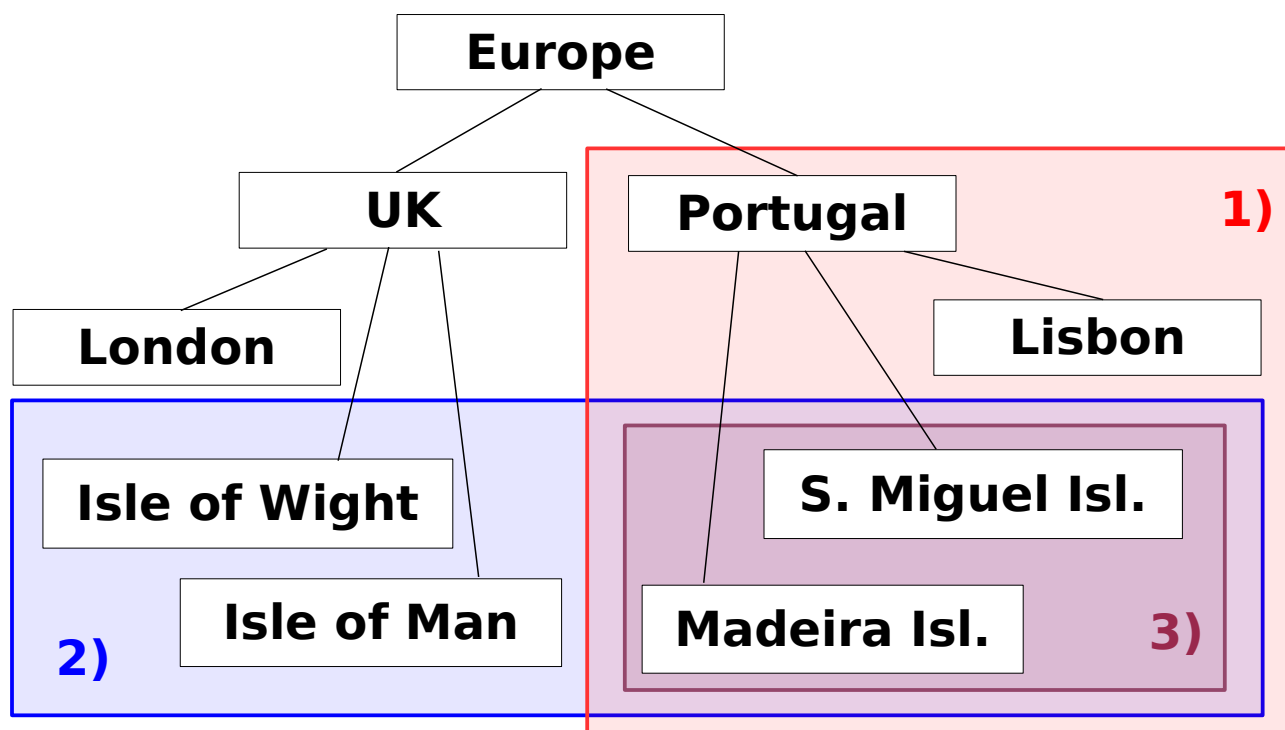 Europe
UK
Portugal
1)
London
Lisbon
Isle of Wight
S. Miguel Isl.
Isle of Man
Madeira Isl.
2)
3)